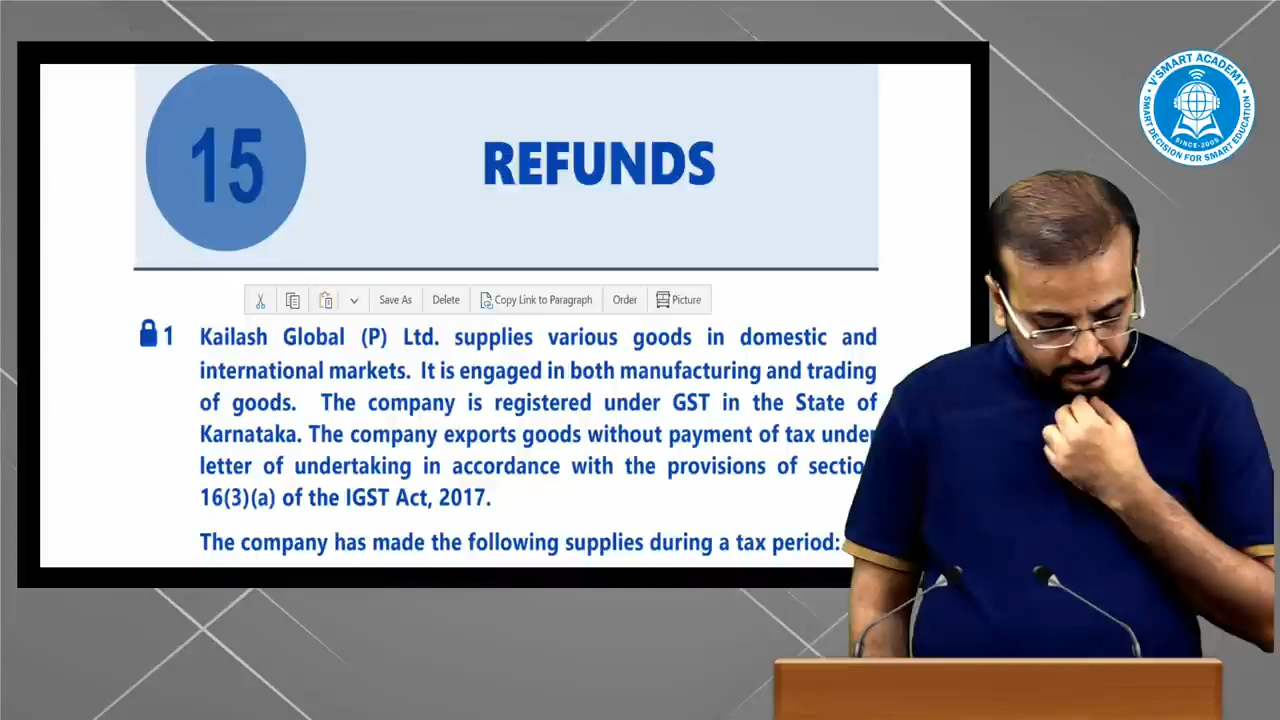 15
REFUNDS
Save As Delete Copy Link to Paragraph Order Picture
1 Kailash Global (P) Ltd. supplies various goods in domestic and
international markets. It is engaged in both manufacturing and trading
of goods. The company is registered under GST in the State of
Karnataka. The company exports goods without payment of tax under
letter of undertaking in accordance with the provisions of sectio
16(3)(a) of the IGST Act, 2017.
The company has made the following supplies during a tax period:
V'SMART ACADEMY
SINCE-2005
SMART DECISION FOR SMART EDUCATION